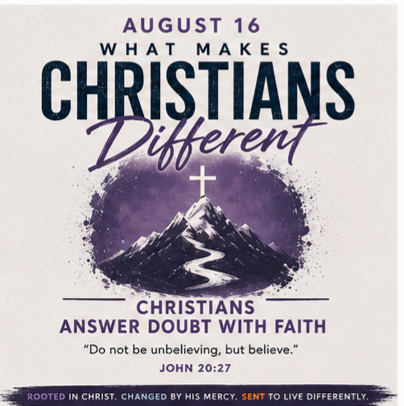 AUGUST 16
WHAT MAKES
CHRISTIANS
Different
CHRISTIANS
ANSWER DOUBT WITH FAITH
“Do not be unbelieving, but believe.”
JOHN 20:27
ROOTED IN CHRIST. CHANGED BY HIS MERCY. SENT TO LIVE DIFFERENTLY.